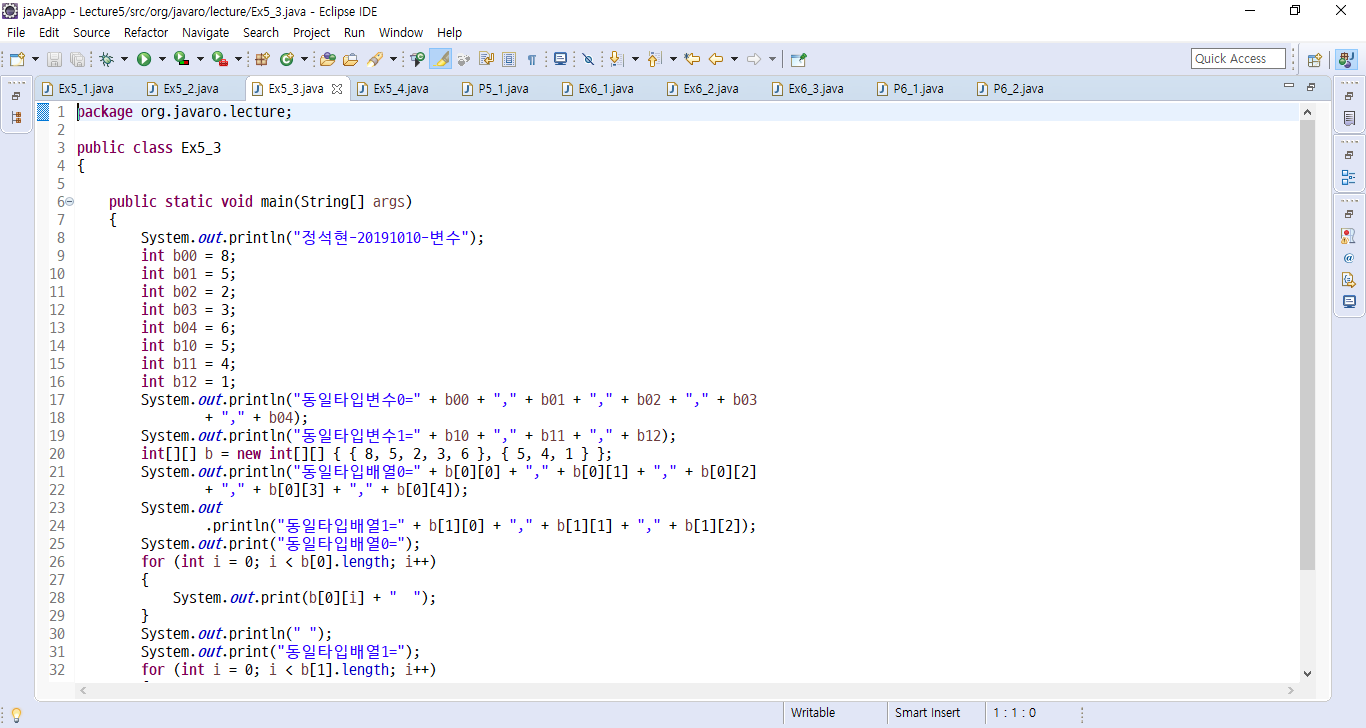 javaApp - Lecture5/src/org/javaro/lecture/Ex5_3.java - Eclipse IDE
File Edit Source Refactor Navigate Search Project Run Window Help
Quick Access
Ex5_1.java Ex5_2.java Ex5_3.java Ex5_4.java P5_1.java Ex6_1.java Ex6_2.java Ex6_3.java P6_1.java P6_2.java
1 package org.javaro.lecture;
2
3 public class Ex5_3
4 {
5
6 public static void main(String[] args)
7 {
8 System.out.println("정석현-20191010-변수");
9 int b00 = 8;
10 int b01 = 5;
11 int b02 = 2;
12 int b03 = 3;
13 int b04 = 6;
14 int b10 = 5;
15 int b11 = 4;
16 int b12 = 1;
17 System.out.println("동일타입변수0=" + b00 + "," + b01 + "," + b02 + "," + b03
18 + "," + b04);
19 System.out.println("동일타입변수1=" + b10 + "," + b11 + "," + b12);
20 int[][] b = new int[][] { { 8, 5, 2, 3, 6 }, { 5, 4, 1 } };
21 System.out.println("동일타입배열0=" + b[0][0] + "," + b[0][1] + "," + b[0][2]
22 + "," + b[0][3] + "," + b[0][4]);
23 System.out
24 .println("동일타입배열1=" + b[1][0] + "," + b[1][1] + "," + b[1][2]);
25 System.out.print("동일타입배열0=");
26 for (int i = 0; i < b[0].length; i++)
27 {
28 System.out.print(b[0][i] + "  ");
29 }
30 System.out.println(" ");
31 System.out.print("동일타입배열1=");
32 for (int i = 0; i < b[1].length; i++)
Writable Smart Insert 1 : 1 : 0